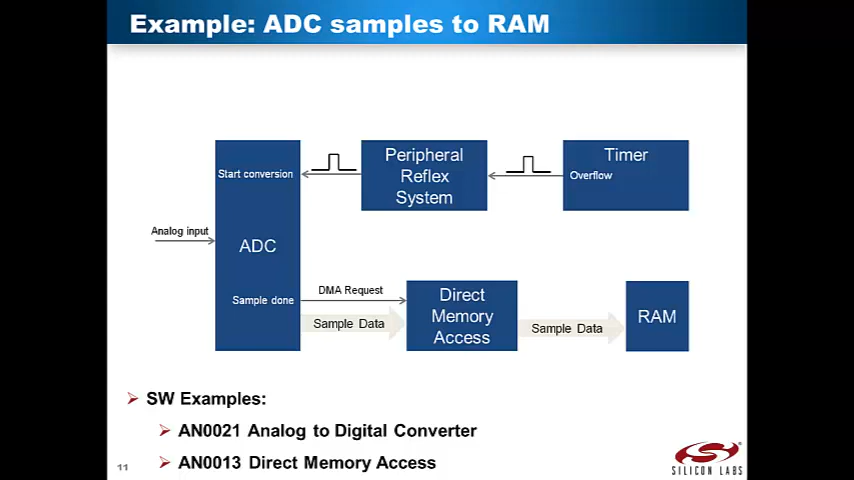 Example: ADC samples to RAM
Peripheral
Reflex
System
Timer
Overflow
Start conversion
Analog input
ADC
Sample done
DMA Request
Sample Data
Direct
Memory
Access
Sample Data
RAM
SW Examples:
AN0021 Analog to Digital Converter
AN0013 Direct Memory Access
11
SILICON LABS